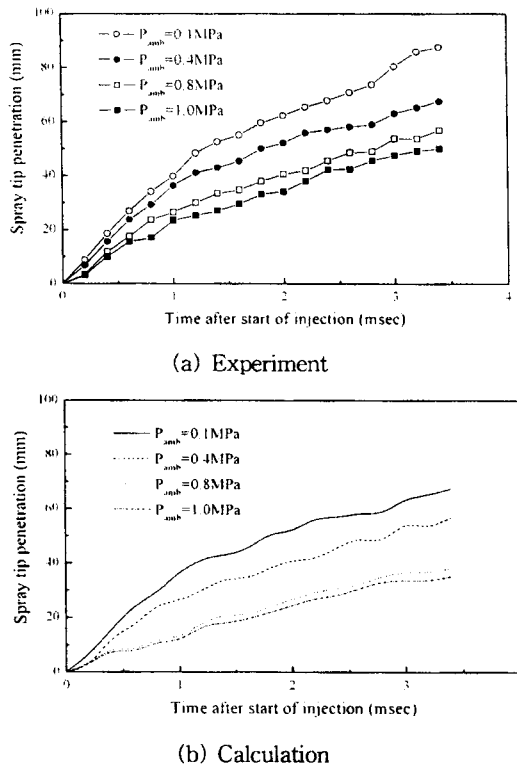 100
80
60
40
20
0
Spray tip penetration (mm)
P_amb=0.1MPa
P_amb=0.4MPa
P_amb=0.8MPa
P_amb=1.0MPa
0 1 2 3 4
Time after start of injection (msec)
(a) Experiment
100
80
60
40
20
0
Spray tip penetration (mm)
P_amb=0.1MPa
P_amb=0.4MPa
P_amb=0.8MPa
P_amb=1.0MPa
0 1 2 3
Time after start of injection (msec)
(b) Calculation